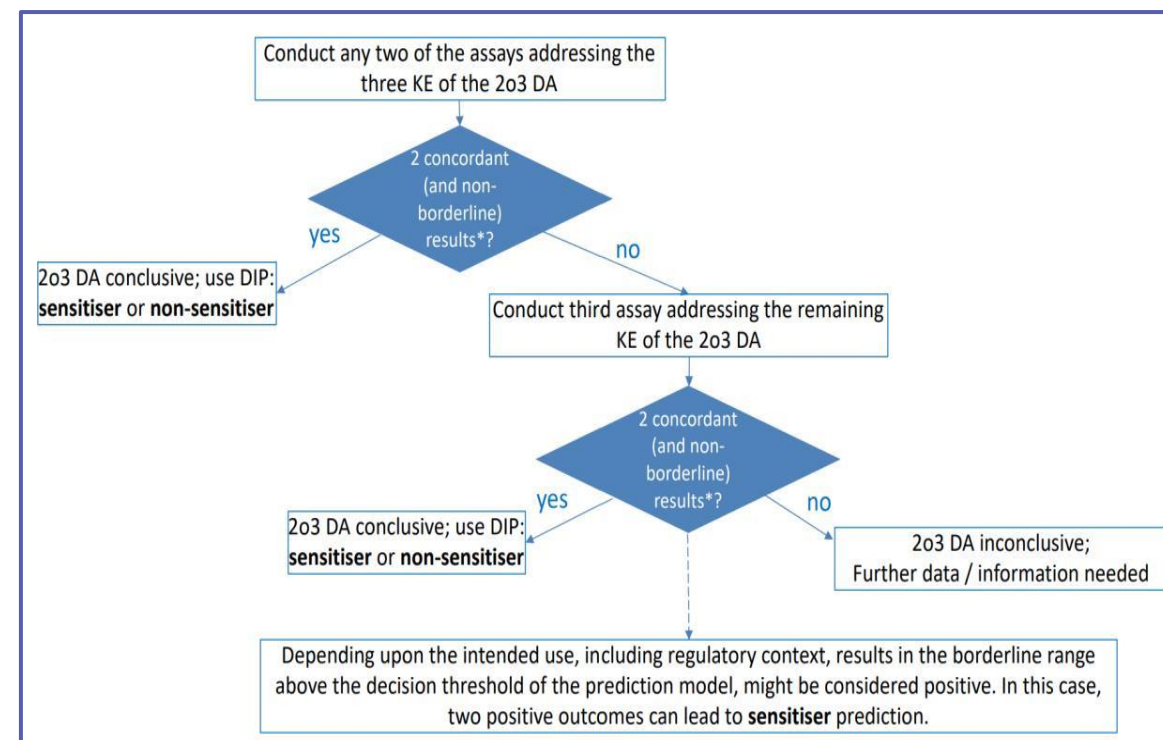 Conduct any two of the assays addressing the
three KE of the 2o3 DA
2 concordant
(and non-
borderline)
results*?
yes
no
2o3 DA conclusive; use DIP:
sensitiser or non-sensitiser
Conduct third assay addressing the remaining
KE of the 2o3 DA
2 concordant
(and non-
borderline)
results*?
yes
no
2o3 DA conclusive; use DIP:
sensitiser or non-sensitiser
2o3 DA inconclusive;
Further data / information needed
Depending upon the intended use, including regulatory context, results in the borderline range
above the decision threshold of the prediction model, might be considered positive. In this case,
two positive outcomes can lead to sensitiser prediction.